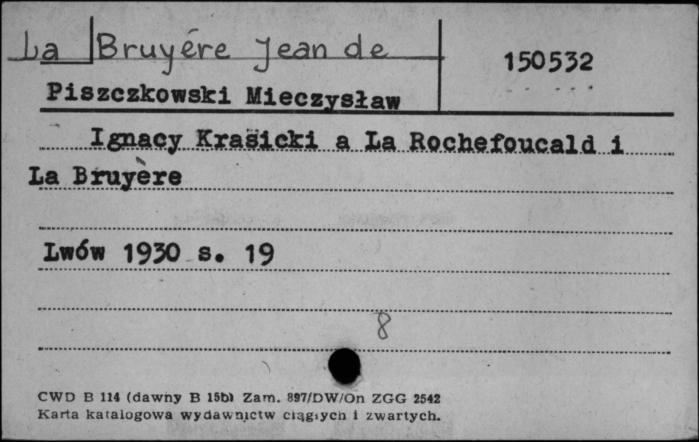 La Bruyére Jean de
150532
Piszczkowski Mieczysław
Ignacy Krasicki a La Rochefoucald i
La Bruyère
Lwów 1930 s. 19
8
CWD B 114 (dawny B 15b) Zam. 897/DW/On ZGG 2542
Karta katalogowa wydawnictw ciągłych i zwartych.